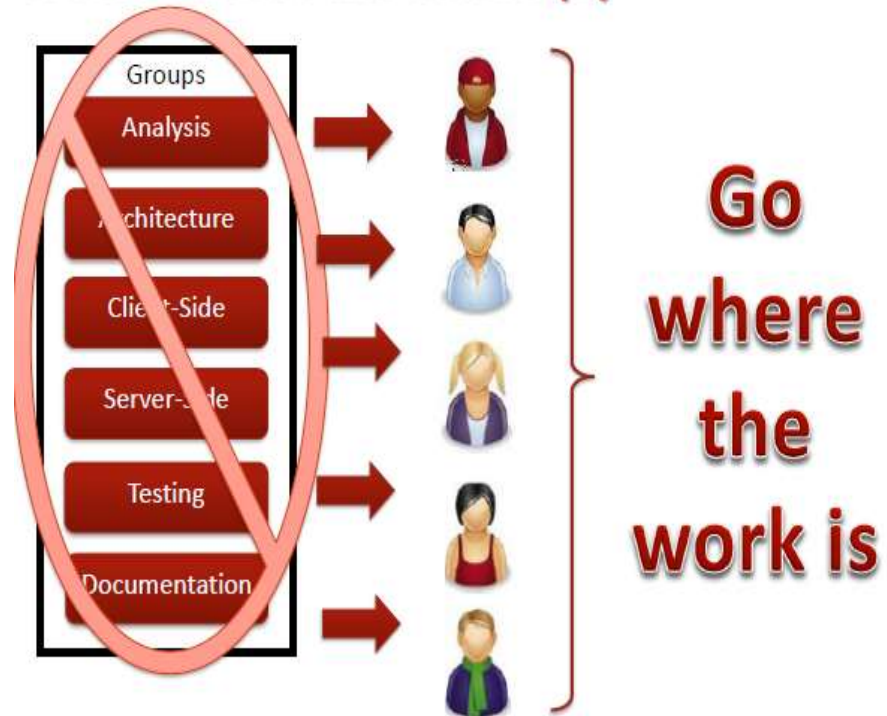 Groups
Analysis
Architecture
Client-Side
Server-Side
Testing
Documentation
Go
where
the
work is